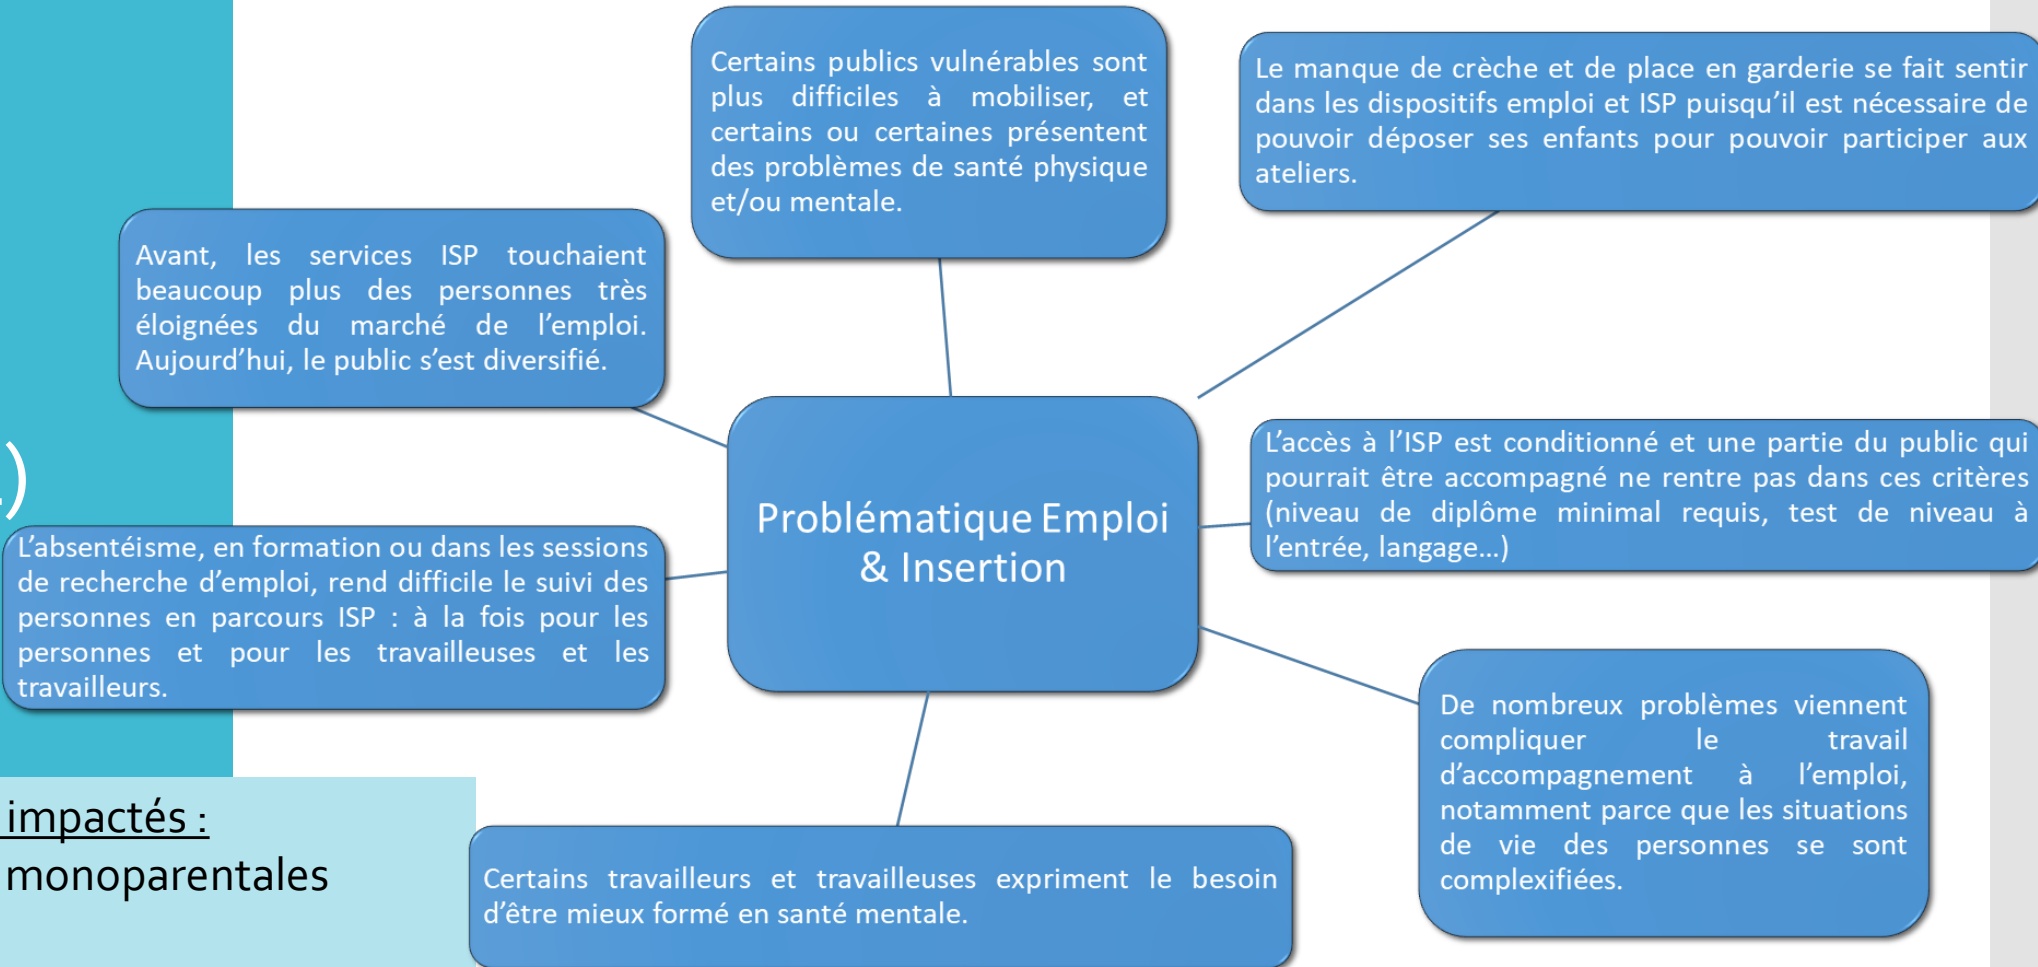 Certains publics vulnérables sont
plus difficiles à mobiliser, et
certains ou certaines présentent
des problèmes de santé physique
et/ou mentale.
Le manque de crèche et de place en garderie se fait sentir
dans les dispositifs emploi et ISP puisqu’il est nécessaire de
pouvoir déposer ses enfants pour pouvoir participer aux
ateliers.
Avant, les services ISP touchaient
beaucoup plus des personnes très
éloignées du marché de l’emploi.
Aujourd’hui, le public s’est diversifié.
Problématique Emploi
& Insertion
L’accès à l’ISP est conditionné et une partie du public qui
pourrait être accompagné ne rentre pas dans ces critères
(niveau de diplôme minimal requis, test de niveau à
l’entrée, langage…)
)
L’absentéisme, en formation ou dans les sessions
de recherche d’emploi, rend difficile le suivi des
personnes en parcours ISP : à la fois pour les
personnes et pour les travailleuses et les
travailleurs.
De nombreux problèmes viennent
compliquer le travail
d’accompagnement à l’emploi,
notamment parce que les situations
de vie des personnes se sont
complexifiées.
impactés :
monoparentales
Certains travailleurs et travailleuses expriment le besoin
d’être mieux formé en santé mentale.